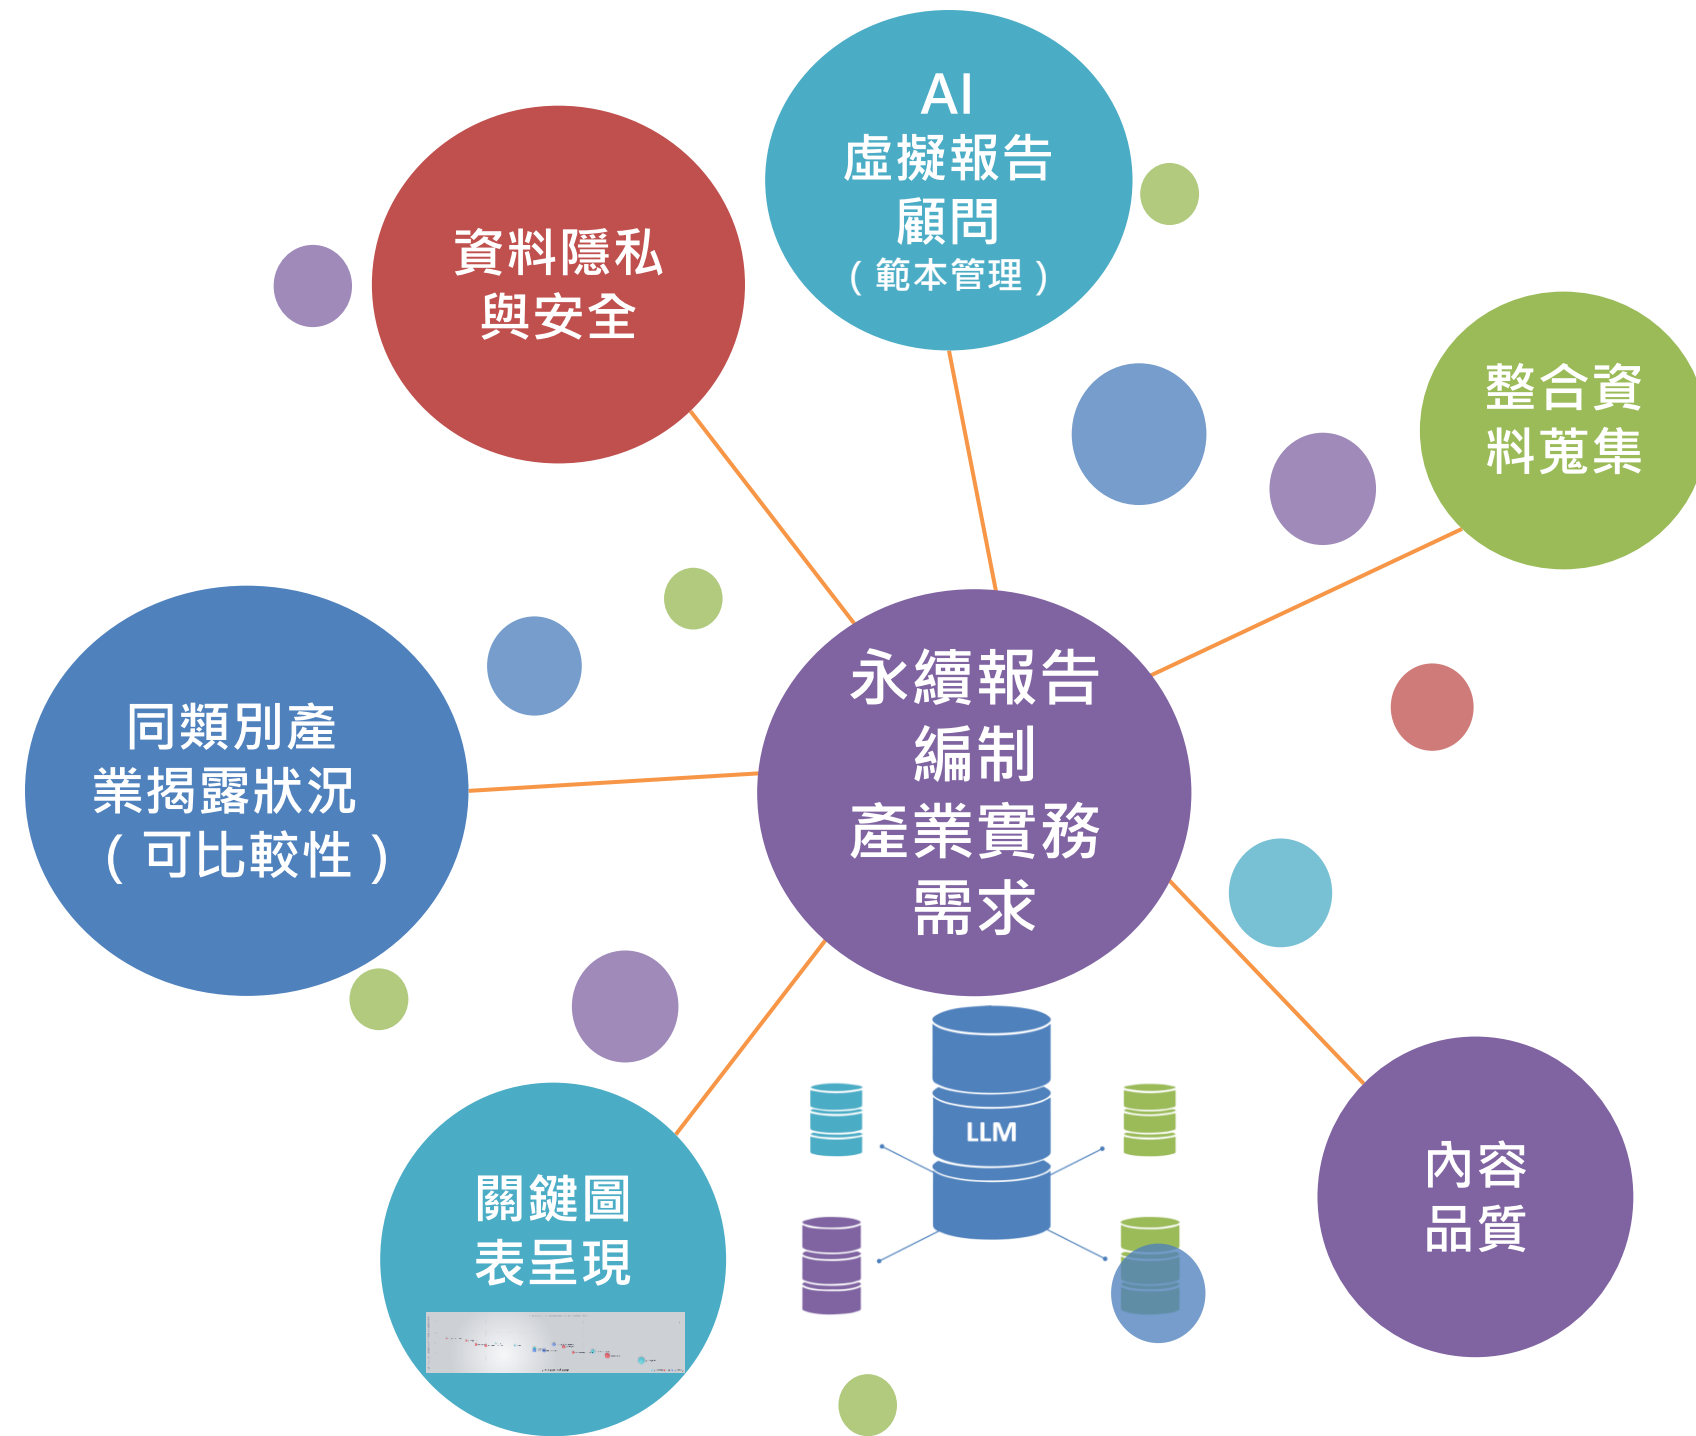 AI
虛擬報告
顧問
（範本管理）
資料隱私
與安全
整合資
料蒐集
永續報告
編制
產業實務
需求
同類別產
業揭露狀況
（可比較性）
關鍵圖
表呈現
LLM
內容
品質